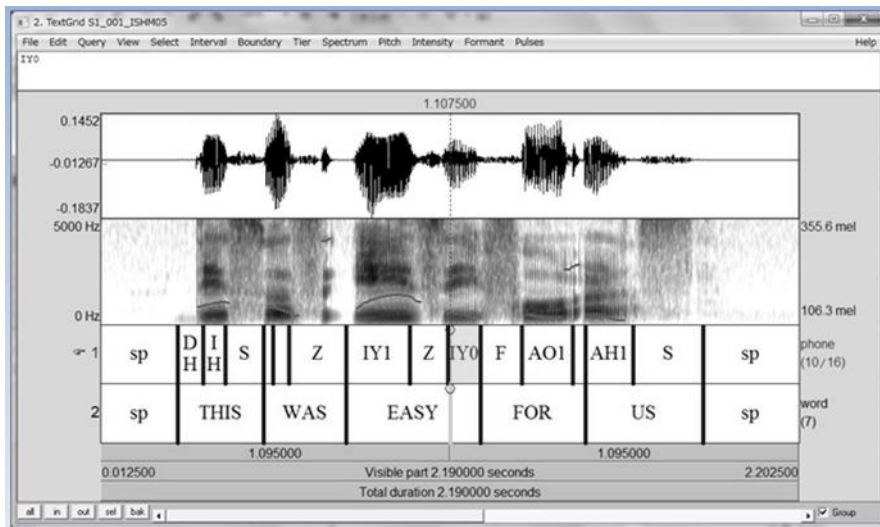 2. TextGrid S1_001_ISHM05
File Edit Query View Select Interval Boundary Tier Spectrum Pitch Intensity Formant Pulses Help
IY0
1.107500
0.1452
-0.01267
-0.1837
5000 Hz 355.6 mel
0 Hz 106.3 mel
1 sp DH IH S Z IY1 Z IY0 F AO1 AH1 S sp phone (10/16)
2 sp THIS WAS EASY FOR US sp word (7)
1.095000 1.095000
0.012500 Visible part 2.190000 seconds 2.202500
Total duration 2.190000 seconds
all in out sel bak Group